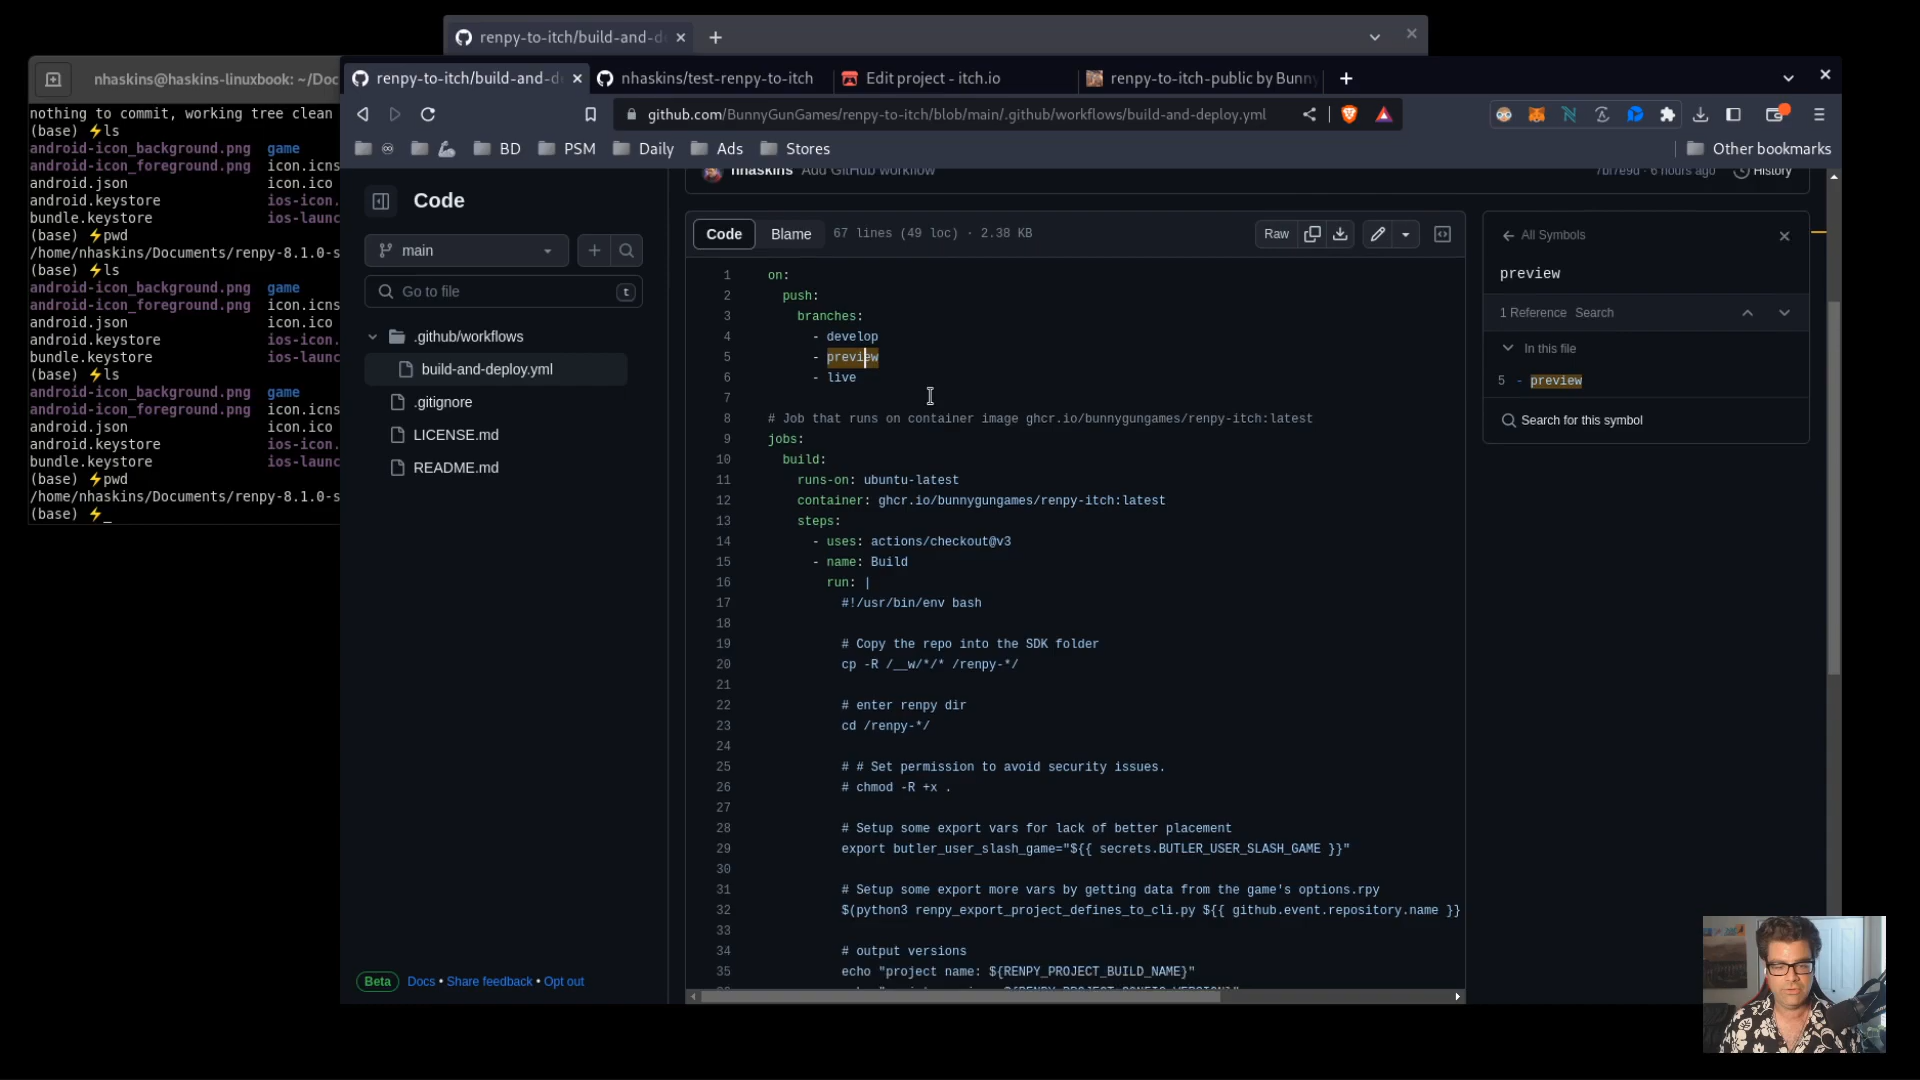 renpy-to-itch/build-and-d
nhaskins@haskins-linuxbook: ~/Doc
nothing to commit, working tree clean
(base) ⚡ls
android-icon_background.png game
android-icon_foreground.png icon.icns
android.json icon.ico
android.keystore ios-icon.
bundle.keystore ios-launc
(base) ⚡pwd
/home/nhaskins/Documents/renpy-8.1.0-s
(base) ⚡ls
android-icon_background.png game
android-icon_foreground.png icon.icns
android.json icon.ico
android.keystore ios-icon.
bundle.keystore ios-launc
(base) ⚡ls
android-icon_background.png game
android-icon_foreground.png icon.icns
android.json icon.ico
android.keystore ios-icon.
bundle.keystore ios-launc
(base) ⚡pwd
/home/nhaskins/Documents/renpy-8.1.0-s
(base) ⚡_
renpy-to-itch/build-and-d
nhaskins/test-renpy-to-itch
Edit project - itch.io
renpy-to-itch-public by Bunny
github.com/BunnyGunGames/renpy-to-itch/blob/main/.github/workflows/build-and-deploy.yml
BD PSM Daily Ads Stores Other bookmarks
Code
main
Go to file t
.github/workflows
build-and-deploy.yml
.gitignore
LICENSE.md
README.md
Beta Docs • Share feedback • Opt out
nhaskins Add GitHub workflow 7bf7e9d · 6 hours ago History
Code Blame 67 lines (49 loc) · 2.38 KB Raw
1 on:
2 push:
3 branches:
4 - develop
5 - preview
6 - live
7
8 # Job that runs on container image ghcr.io/bunnygungames/renpy-itch:latest
9 jobs:
10 build:
11 runs-on: ubuntu-latest
12 container: ghcr.io/bunnygungames/renpy-itch:latest
13 steps:
14 - uses: actions/checkout@v3
15 - name: Build
16 run: |
17 #!/usr/bin/env bash
18
19 # Copy the repo into the SDK folder
20 cp -R /__w/*/* /renpy-*/
21
22 # enter renpy dir
23 cd /renpy-*/
24
25 # # Set permission to avoid security issues.
26 # chmod -R +x .
27
28 # Setup some export vars for lack of better placement
29 export butler_user_slash_game="${{ secrets.BUTLER_USER_SLASH_GAME }}"
30
31 # Setup some export more vars by getting data from the game's options.rpy
32 $(python3 renpy_export_project_defines_to_cli.py ${{ github.event.repository.name }}
33
34 # output versions
35 echo "project name: ${RENPY_PROJECT_BUILD_NAME}"
All Symbols
preview
1 Reference Search
In this file
5 - preview
Search for this symbol